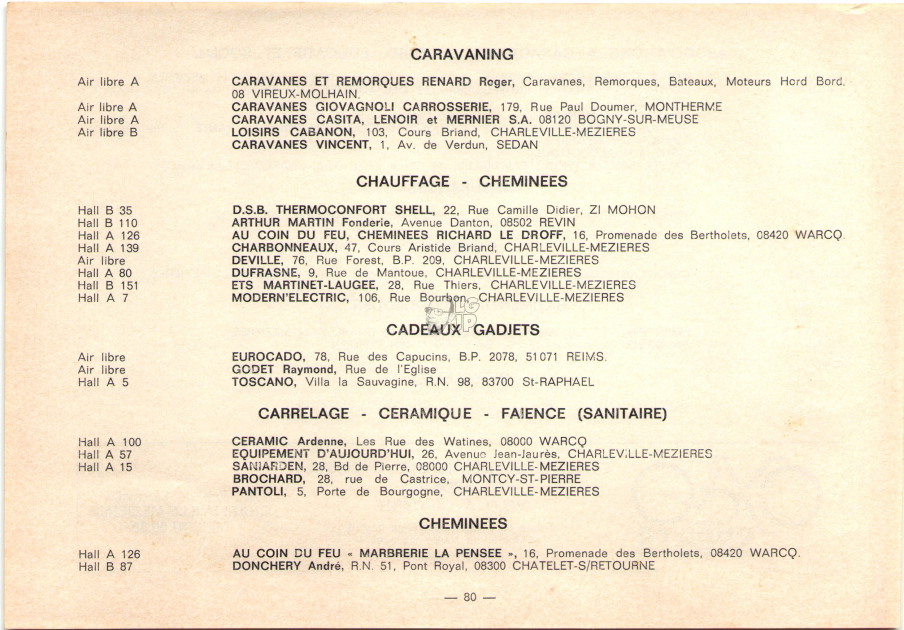 CARAVANING
Air libre A CARAVANES ET REMORQUES RENARD Roger, Caravanes, Remorques, Bateaux, Moteurs Hord Bord.
08 VIREUX-MOLHAIN.
Air libre A CARAVANES GIOVAGNOLI CARROSSERIE, 179, Rue Paul Doumer, MONTHERME
Air libre A CARAVANES CASITA, LENOIR et MERNIER S.A. 08120 BOGNY-SUR-MEUSE
Air libre B LOISIRS CABANON, 103, Cours Briand, CHARLEVILLE-MEZIERES
CARAVANES VINCENT, 1, Av. de Verdun, SEDAN
CHAUFFAGE - CHEMINEES
Hall B 35 D.S.B. THERMOCONFORT SHELL, 22, Rue Camille Didier, ZI MOHON
Hall B 110 ARTHUR MARTIN Fonderie, Avenue Danton, 08502 REVIN
Hall A 126 AU COIN DU FEU, CHEMINEES RICHARD LE DROFF, 16, Promenade des Bertholets, 08420 WARCQ.
Hall A 139 CHARBONNEAUX, 47, Cours Aristide Briand, CHARLEVILLE-MEZIERES
Air libre DEVILLE, 76, Rue Forest, B.P. 209, CHARLEVILLE-MEZIERES
Hall A 80 DUFRASNE, 9, Rue de Mantoue, CHARLEVILLE-MEZIERES
Hall B 151 ETS MARTINET-LAUGEE, 28, Rue Thiers, CHARLEVILLE-MEZIERES
Hall A 7 MODERN'ELECTRIC, 106, Rue Bourbon, CHARLEVILLE-MEZIERES
CADEAUX GADJETS
Air libre EUROCADO, 78, Rue des Capucins, B.P. 2078, 51071 REIMS.
Air libre GODET Raymond, Rue de l'Eglise
Hall A 5 TOSCANO, Villa la Sauvagine, R.N. 98, 83700 St-RAPHAEL
CARRELAGE - CERAMIQUE - FAIENCE (SANITAIRE)
Hall A 100 CERAMIC Ardenne, Les Rue des Watines, 08000 WARCQ
Hall A 57 EQUIPEMENT D'AUJOURD'HUI, 26, Avenue Jean-Jaurès, CHARLEVILLE-MEZIERES
Hall A 15 SANIARDEN, 28, Bd de Pierre, 08000 CHARLEVILLE-MEZIERES
BROCHARD, 28, rue de Castrice, MONTCY-ST-PIERRE
PANTOLI, 5, Porte de Bourgogne, CHARLEVILLE-MEZIERES
CHEMINEES
Hall A 126 AU COIN DU FEU « MARBRERIE LA PENSEE », 16, Promenade des Bertholets, 08420 WARCQ.
Hall B 87 DONCHERY André, R.N. 51, Pont Royal, 08300 CHATELET-S/RETOURNE
— 80 —